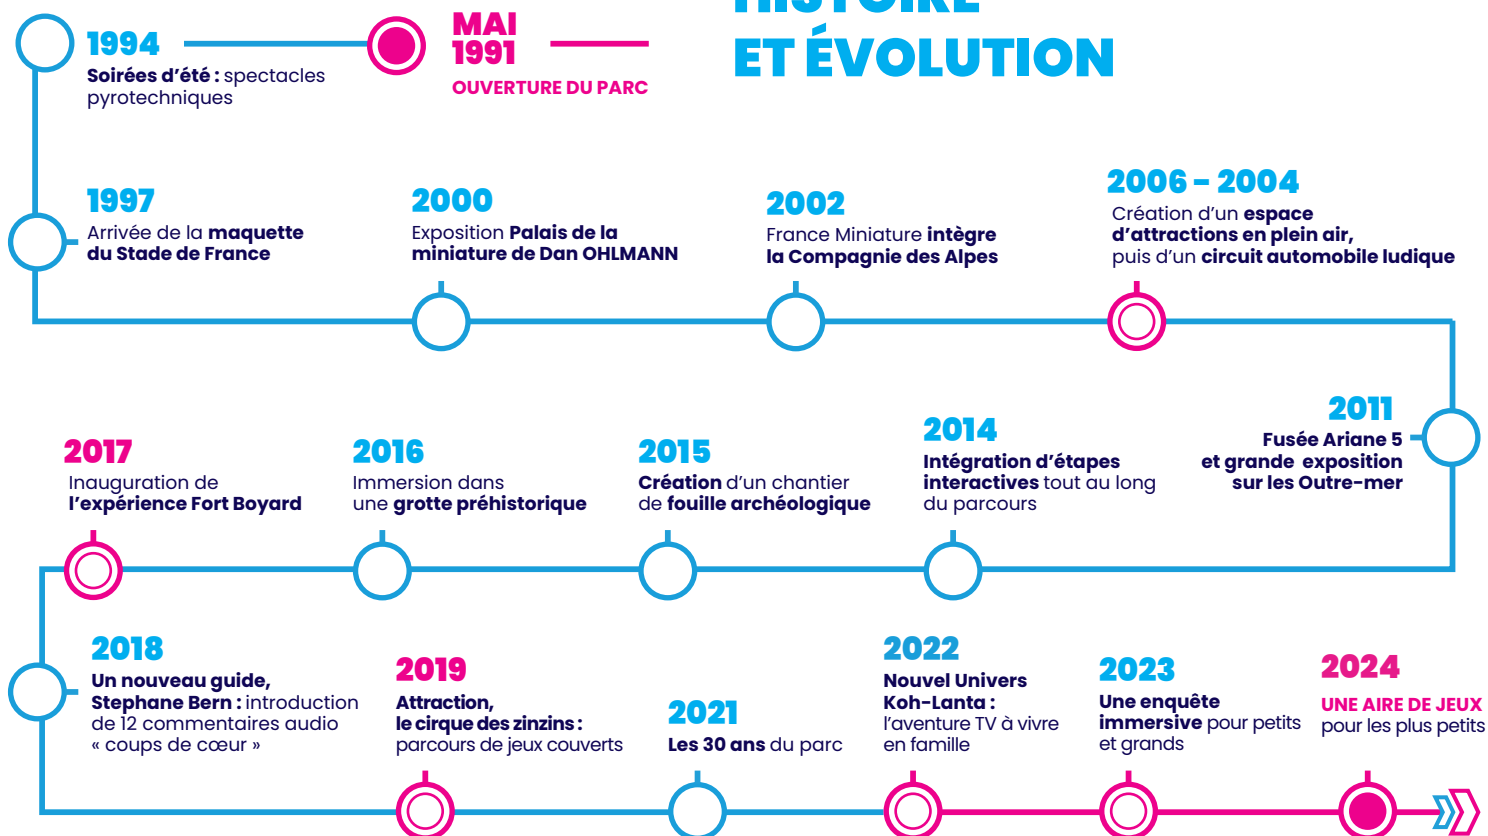 HISTOIRE
ET ÉVOLUTION
MAI
1991
OUVERTURE DU PARC
1994
Soirées d’été : spectacles
pyrotechniques
1997
Arrivée de la maquette
du Stade de France
2000
Exposition Palais de la
miniature de Dan OHLMANN
2002
France Miniature intègre
la Compagnie des Alpes
2006 – 2004
Création d’un espace
d’attractions en plein air,
puis d’un circuit automobile ludique
2011
Fusée Ariane 5
et grande exposition
sur les Outre-mer
2014
Intégration d’étapes
interactives tout au long
du parcours
2015
Création d’un chantier
de fouille archéologique
2016
Immersion dans
une grotte préhistorique
2017
Inauguration de
l’expérience Fort Boyard
2018
Un nouveau guide,
Stephane Bern : introduction
de 12 commentaires audio
« coups de cœur »
2019
Attraction,
le cirque des zinzins :
parcours de jeux couverts
2021
Les 30 ans du parc
2022
Nouvel Univers
Koh-Lanta :
l’aventure TV à vivre
en famille
2023
Une enquête
immersive pour petits
et grands
2024
UNE AIRE DE JEUX
pour les plus petits